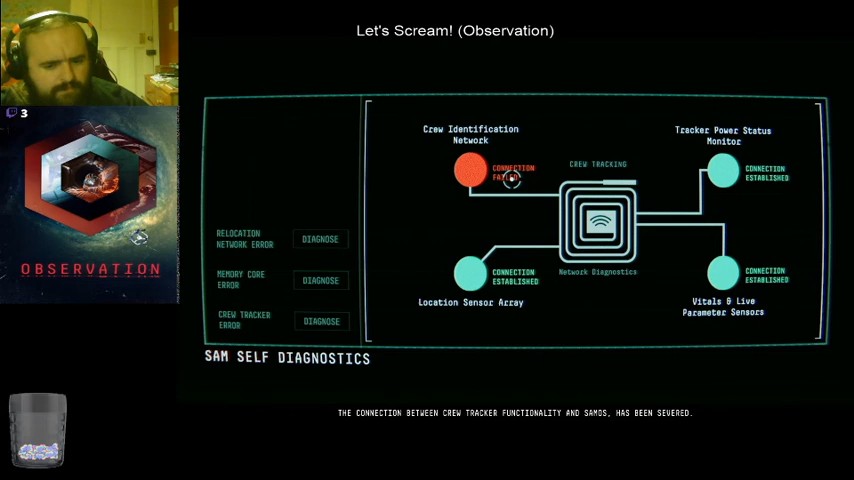 Let's Scream! (Observation)
3
OBSERVATION
Crew Identification
Network
CONNECTION
FAILED
CREW TRACKING
Tracker Power Status
Monitor
CONNECTION
ESTABLISHED
RELOCATION
NETWORK ERROR
DIAGNOSE
MEMORY CORE
ERROR
DIAGNOSE
CREW TRACKER
ERROR
DIAGNOSE
CONNECTION
ESTABLISHED
Location Sensor Array
Network Diagnostics
CONNECTION
ESTABLISHED
Vitals & Live
Parameter Sensors
SAM SELF DIAGNOSTICS
THE CONNECTION BETWEEN CREW TRACKER FUNCTIONALITY AND SAMOS, HAS BEEN SEVERED.